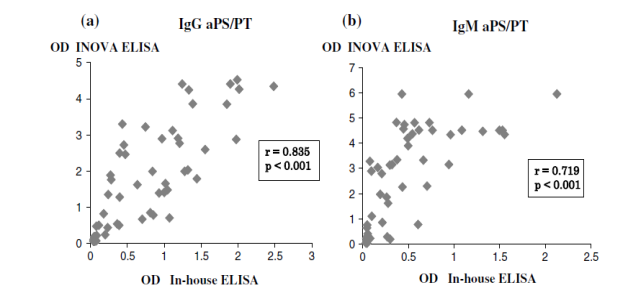 (a)
IgG aPS/PT
OD INOVA ELISA
5
4
3
2
1
0
0 0.5 1 1.5 2 2.5 3
r = 0.835
p < 0.001
OD In-house ELISA
(b)
IgM aPS/PT
OD INOVA ELISA
7
6
5
4
3
2
1
0
0 0.5 1 1.5 2 2.5
r = 0.719
p < 0.001
OD In-house ELISA